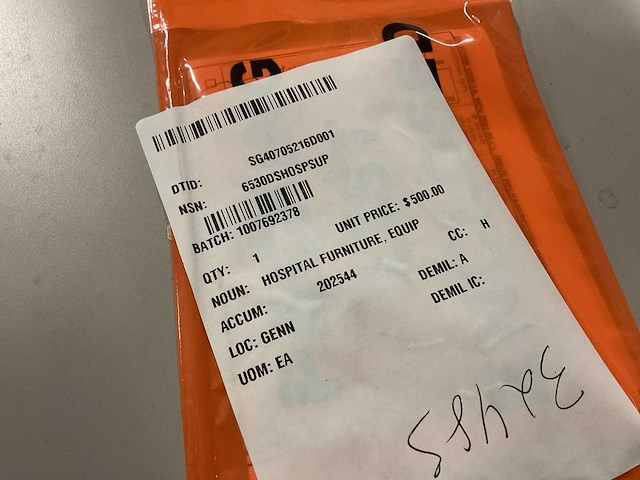 DTID: SG40705216D001
NSN: 6530DSHOSPSUP
BATCH: 1007692378
QTY: 1 UNIT PRICE: $500.00
NOUN: HOSPITAL FURNITURE, EQUIP CC: H
ACCUM: 202544 DEMIL: A
LOC: GENN DEMIL IC:
UOM: EA